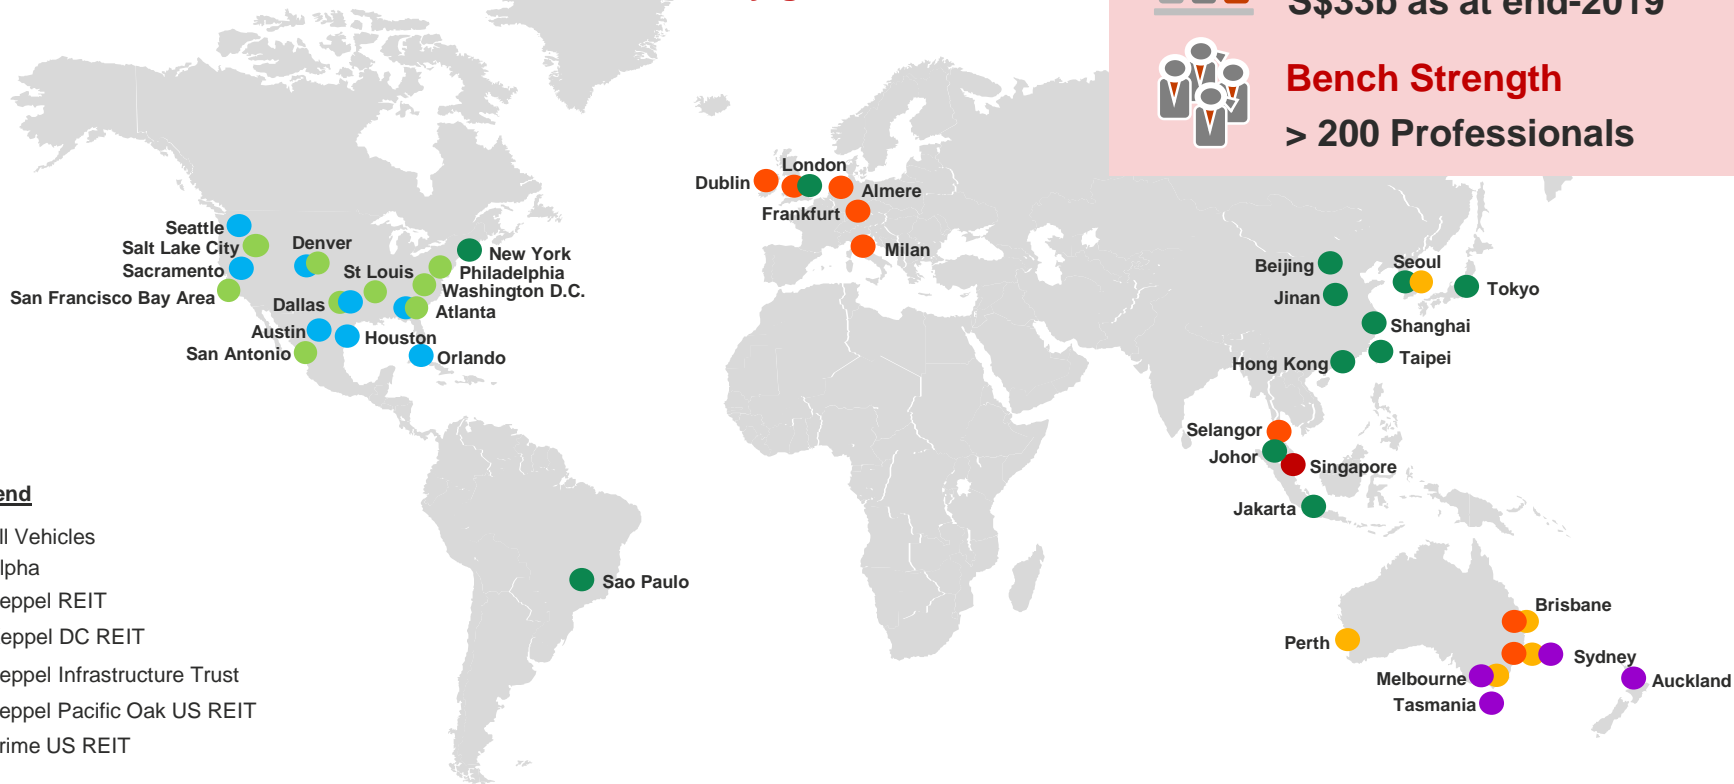 S$33b as at end-2019
Bench Strength
> 200 Professionals
London
Dublin
Almere
Frankfurt
Milan
Seattle
Salt Lake City
Denver
New York
Sacramento
St Louis
Philadelphia
San Francisco Bay Area
Washington D.C.
Dallas
Atlanta
Austin
Houston
San Antonio
Orlando
Beijing
Seoul
Jinan
Tokyo
Shanghai
Hong Kong
Taipei
Selangor
Johor
Singapore
Jakarta
Sao Paulo
Brisbane
Perth
Sydney
Melbourne
Auckland
Tasmania
end
ll Vehicles
lpha
eppel REIT
eppel DC REIT
eppel Infrastructure Trust
eppel Pacific Oak US REIT
rime US REIT